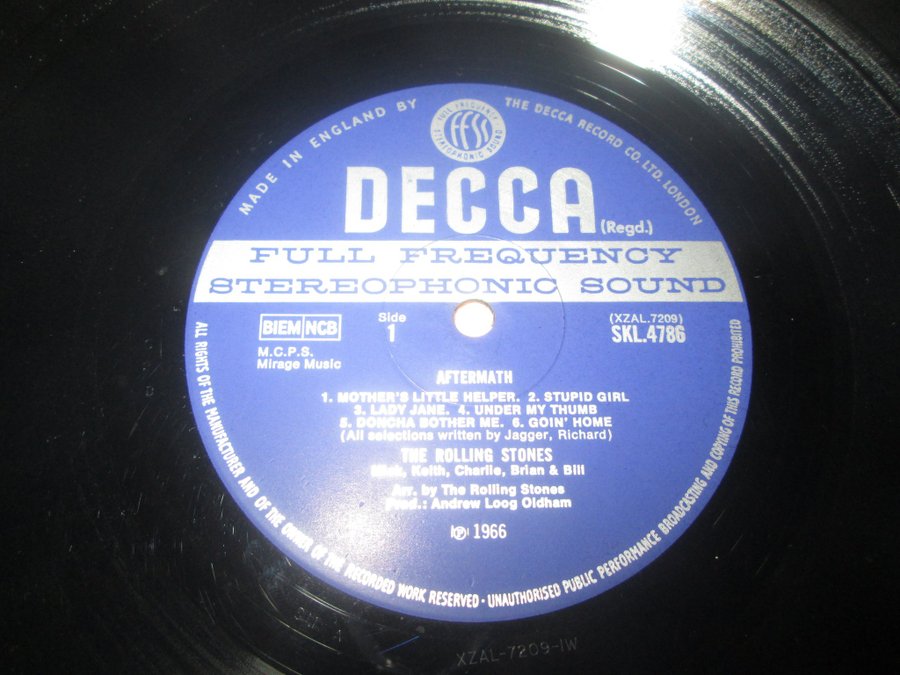 MADE IN ENGLAND BY THE DECCA RECORD CO. LTD. LONDON
FULL FREQUENCY
ffss
STEREOPHONIC SOUND
DECCA (Regd.)
FULL FREQUENCY
STEREOPHONIC SOUND
BIEM NCB
Side
1
(XZAL.7209)
SKL.4786
M.C.P.S.
Mirage Music
AFTERMATH
1. MOTHER'S LITTLE HELPER. 2. STUPID GIRL
3. LADY JANE. 4. UNDER MY THUMB
5. DONCHA BOTHER ME. 6. GOIN' HOME
(All selections written by Jagger, Richard)
THE ROLLING STONES
Mick, Keith, Charlie, Brian & Bill
Arr. by The Rolling Stones
Prod.: Andrew Loog Oldham
℗ 1966
ALL RIGHTS OF THE MANUFACTURER AND OF THE OWNER OF THE RECORDED WORK RESERVED · UNAUTHORISED PUBLIC PERFORMANCE BROADCASTING AND COPYING OF THIS RECORD PROHIBITED
XZAL-7209-1W